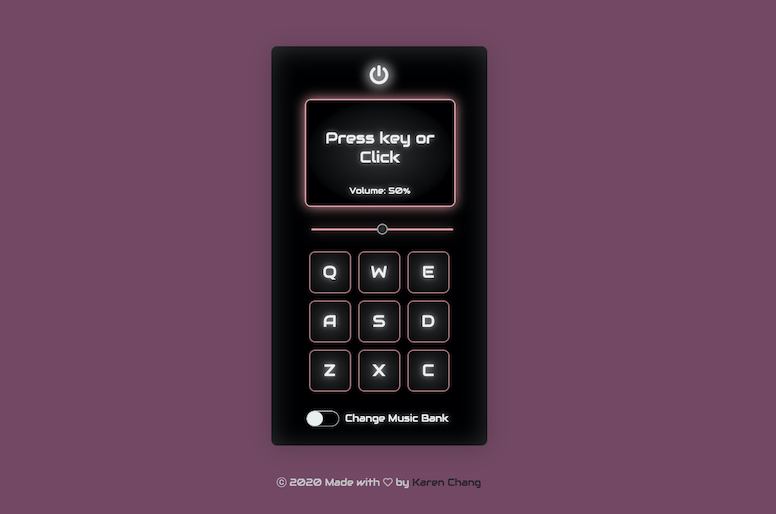 Press key or
Click
Volume: 50%
Q W E
A S D
Z X C
Change Music Bank
© 2020 Made with ♡ by Karen Chang